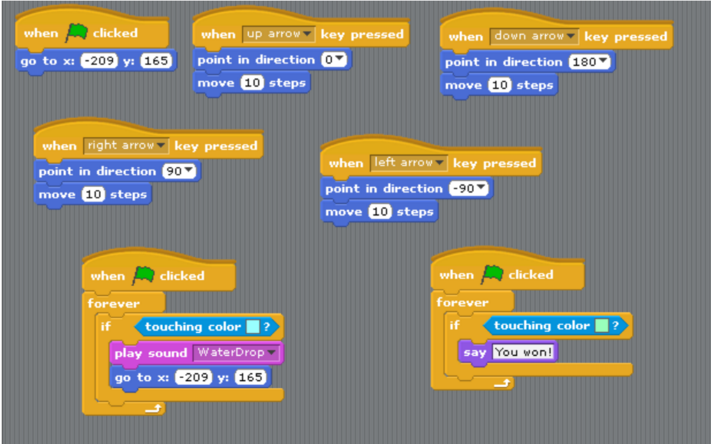 when clicked
go to x: -209 y: 165
when up arrow key pressed
point in direction 0
move 10 steps
when down arrow key pressed
point in direction 180
move 10 steps
when right arrow key pressed
point in direction 90
move 10 steps
when left arrow key pressed
point in direction -90
move 10 steps
when clicked
forever
if touching color ?
play sound WaterDrop
go to x: -209 y: 165
when clicked
forever
if touching color ?
say You won!